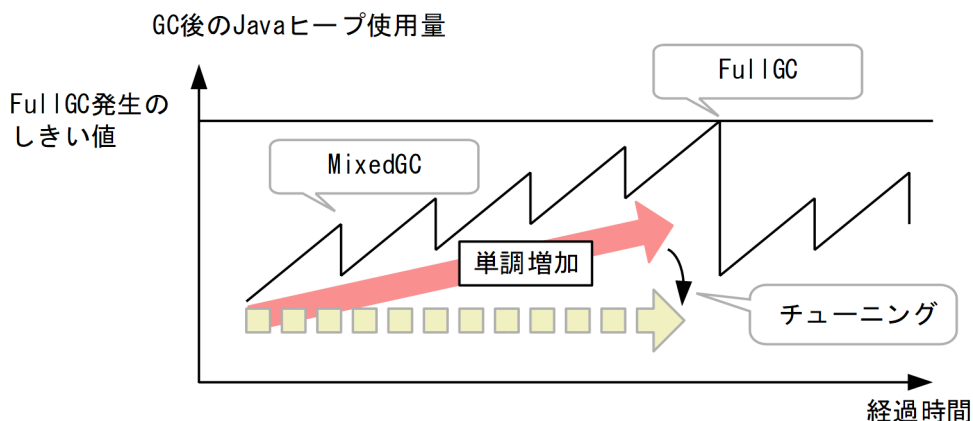 GC後のJavaヒープ使用量
FullGC
FullGC発生の
しきい値
MixedGC
単調増加
チューニング
経過時間